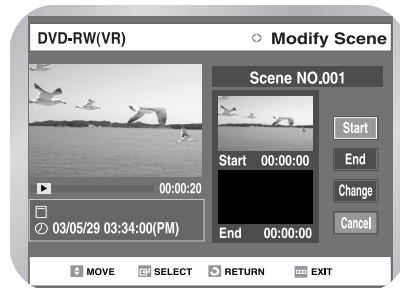 DVD-RW(VR)
Modify Scene
Scene NO.001
00:00:20
03/05/29 03:34:00(PM)
Start 00:00:00
End 00:00:00
Start
End
Change
Cancel
MOVE SELECT RETURN EXIT